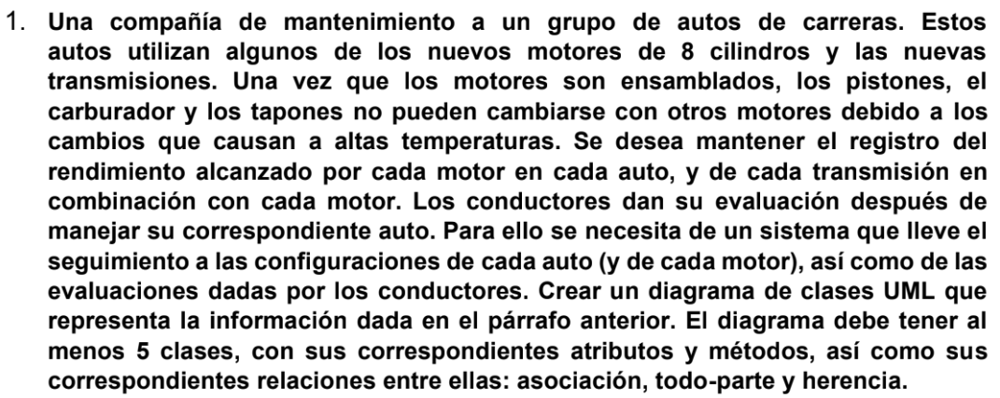 1. Una compañía de mantenimiento a un grupo de autos de carreras. Estos
autos utilizan algunos de los nuevos motores de 8 cilindros y las nuevas
transmisiones. Una vez que los motores son ensamblados, los pistones, el
carburador y los tapones no pueden cambiarse con otros motores debido a los
cambios que causan a altas temperaturas. Se desea mantener el registro del
rendimiento alcanzado por cada motor en cada auto, y de cada transmisión en
combinación con cada motor. Los conductores dan su evaluación después de
manejar su correspondiente auto. Para ello se necesita de un sistema que lleve el
seguimiento a las configuraciones de cada auto (y de cada motor), así como de las
evaluaciones dadas por los conductores. Crear un diagrama de clases UML que
representa la información dada en el párrafo anterior. El diagrama debe tener al
menos 5 clases, con sus correspondientes atributos y métodos, así como sus
correspondientes relaciones entre ellas: asociación, todo-parte y herencia.